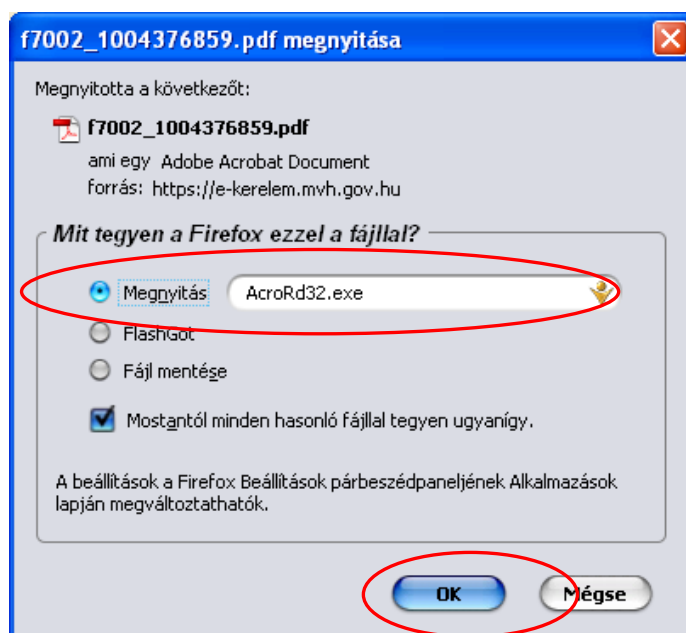 f7002_1004376859.pdf megnyitása
Megnyitotta a következőt:
f7002_1004376859.pdf
ami egy Adobe Acrobat Document
forrás: https://e-kerelem.mvh.gov.hu
Mit tegyen a Firefox ezzel a fájllal?
Megnyitás AcroRd32.exe
FlashGot
Fájl mentése
Mostantól minden hasonló fájllal tegyen ugyanígy.
A beállítások a Firefox Beállítások párbeszédpaneljének Alkalmazások
lapján megváltoztathatók.
OK Mégse